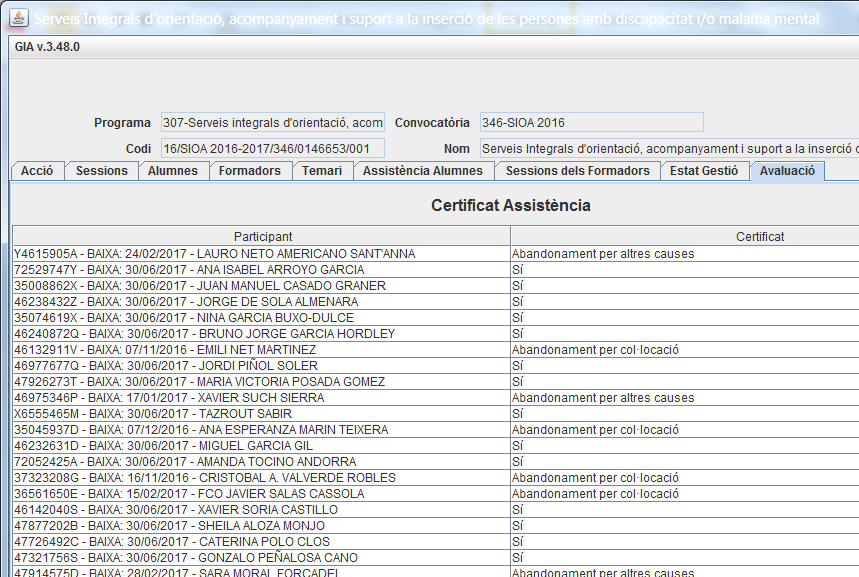 Serveis Integrals d'orientació, acompanyament i suport a la inserció de les persones amb discapacitat i/o malaltia mental
GIA v.3.48.0
Programa 307-Serveis integrals d'orientació, acom Convocatòria 346-SIOA 2016
Codi 16/SIOA 2016-2017/346/0146653/001 Nom Serveis Integrals d'orientació, acompanyament i suport a la inserció
Acció Sessions Alumnes Formadors Temari Assistència Alumnes Sessions dels Formadors Estat Gestió Avaluació
Certificat Assistència
Participant Certificat
Y4615905A - BAIXA: 24/02/2017 - LAURO NETO AMERICANO SANT'ANNA Abandonament per altres causes
72529747Y - BAIXA: 30/06/2017 - ANA ISABEL ARROYO GARCIA Sí
35008862X - BAIXA: 30/06/2017 - JUAN MANUEL CASADO GRANER Sí
46238432Z - BAIXA: 30/06/2017 - JORGE DE SOLA ALMENARA Sí
35074619X - BAIXA: 30/06/2017 - NINA GARCIA BUXO-DULCE Sí
46240872Q - BAIXA: 30/06/2017 - BRUNO JORGE GARCIA HORDLEY Sí
46132911V - BAIXA: 07/11/2016 - EMILI NET MARTINEZ Abandonament per col·locació
46977677Q - BAIXA: 30/06/2017 - JORDI PIÑOL SOLER Sí
47926273T - BAIXA: 30/06/2017 - MARIA VICTORIA POSADA GOMEZ Sí
46975346P - BAIXA: 17/01/2017 - XAVIER SUCH SIERRA Abandonament per altres causes
X6555465M - BAIXA: 30/06/2017 - TAZROUT SABIR Sí
35045937D - BAIXA: 07/12/2016 - ANA ESPERANZA MARIN TEIXERA Abandonament per col·locació
46232631D - BAIXA: 30/06/2017 - MIGUEL GARCIA GIL Sí
72052425A - BAIXA: 30/06/2017 - AMANDA TOCINO ANDORRA Sí
37323208G - BAIXA: 16/11/2016 - CRISTOBAL A. VALVERDE ROBLES Abandonament per col·locació
36561650E - BAIXA: 15/02/2017 - FCO JAVIER SALAS CASSOLA Abandonament per col·locació
46142040S - BAIXA: 30/06/2017 - XAVIER SORIA CASTILLO Sí
47877202B - BAIXA: 30/06/2017 - SHEILA ALOZA MONJO Sí
47726492C - BAIXA: 30/06/2017 - CATERINA POLO CLOS Sí
47321756S - BAIXA: 30/06/2017 - GONZALO PEÑALOSA CANO Sí
47914575D - BAIXA: 28/02/2017 - SARA MORAL FORCADEL Abandonament per altres causes